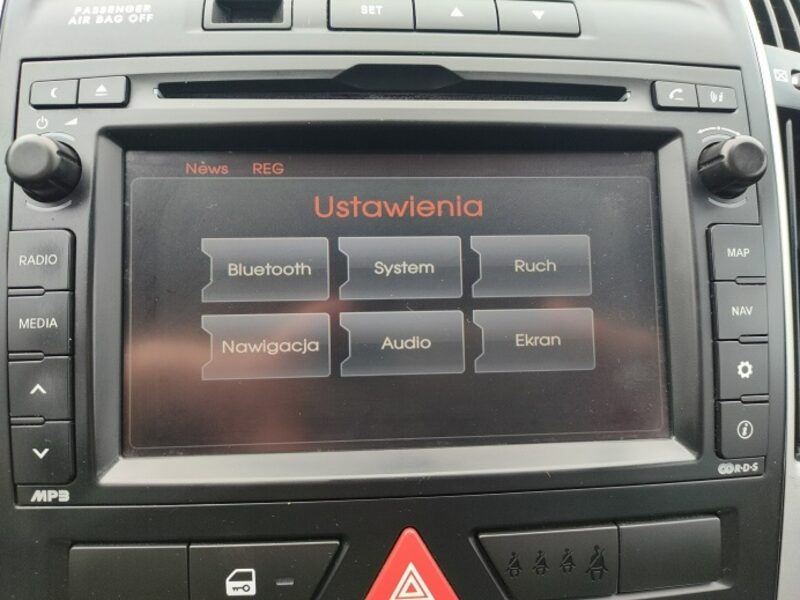 PASSENGER
AIR BAG OFF
SET
News REG
Ustawienia
RADIO
Bluetooth System Ruch
MAP
MEDIA
Nawigacja Audio Ekran
NAV
MP3
R·D·S